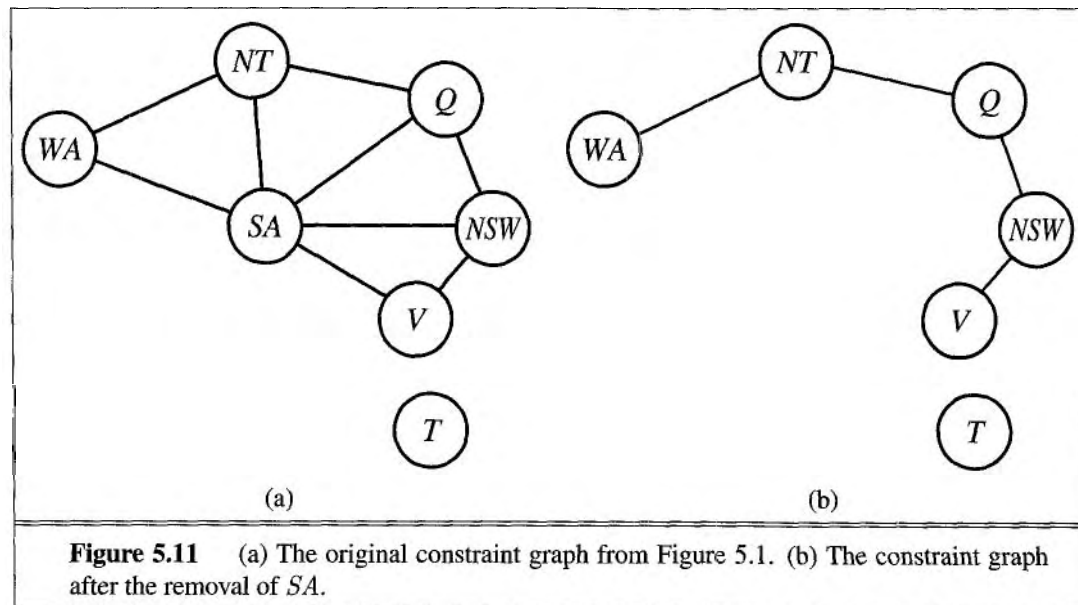 NT
Q
WA
SA
NSW
V
T
(a)
NT
Q
WA
NSW
V
T
(b)
Figure 5.11 (a) The original constraint graph from Figure 5.1. (b) The constraint graph
after the removal of SA.